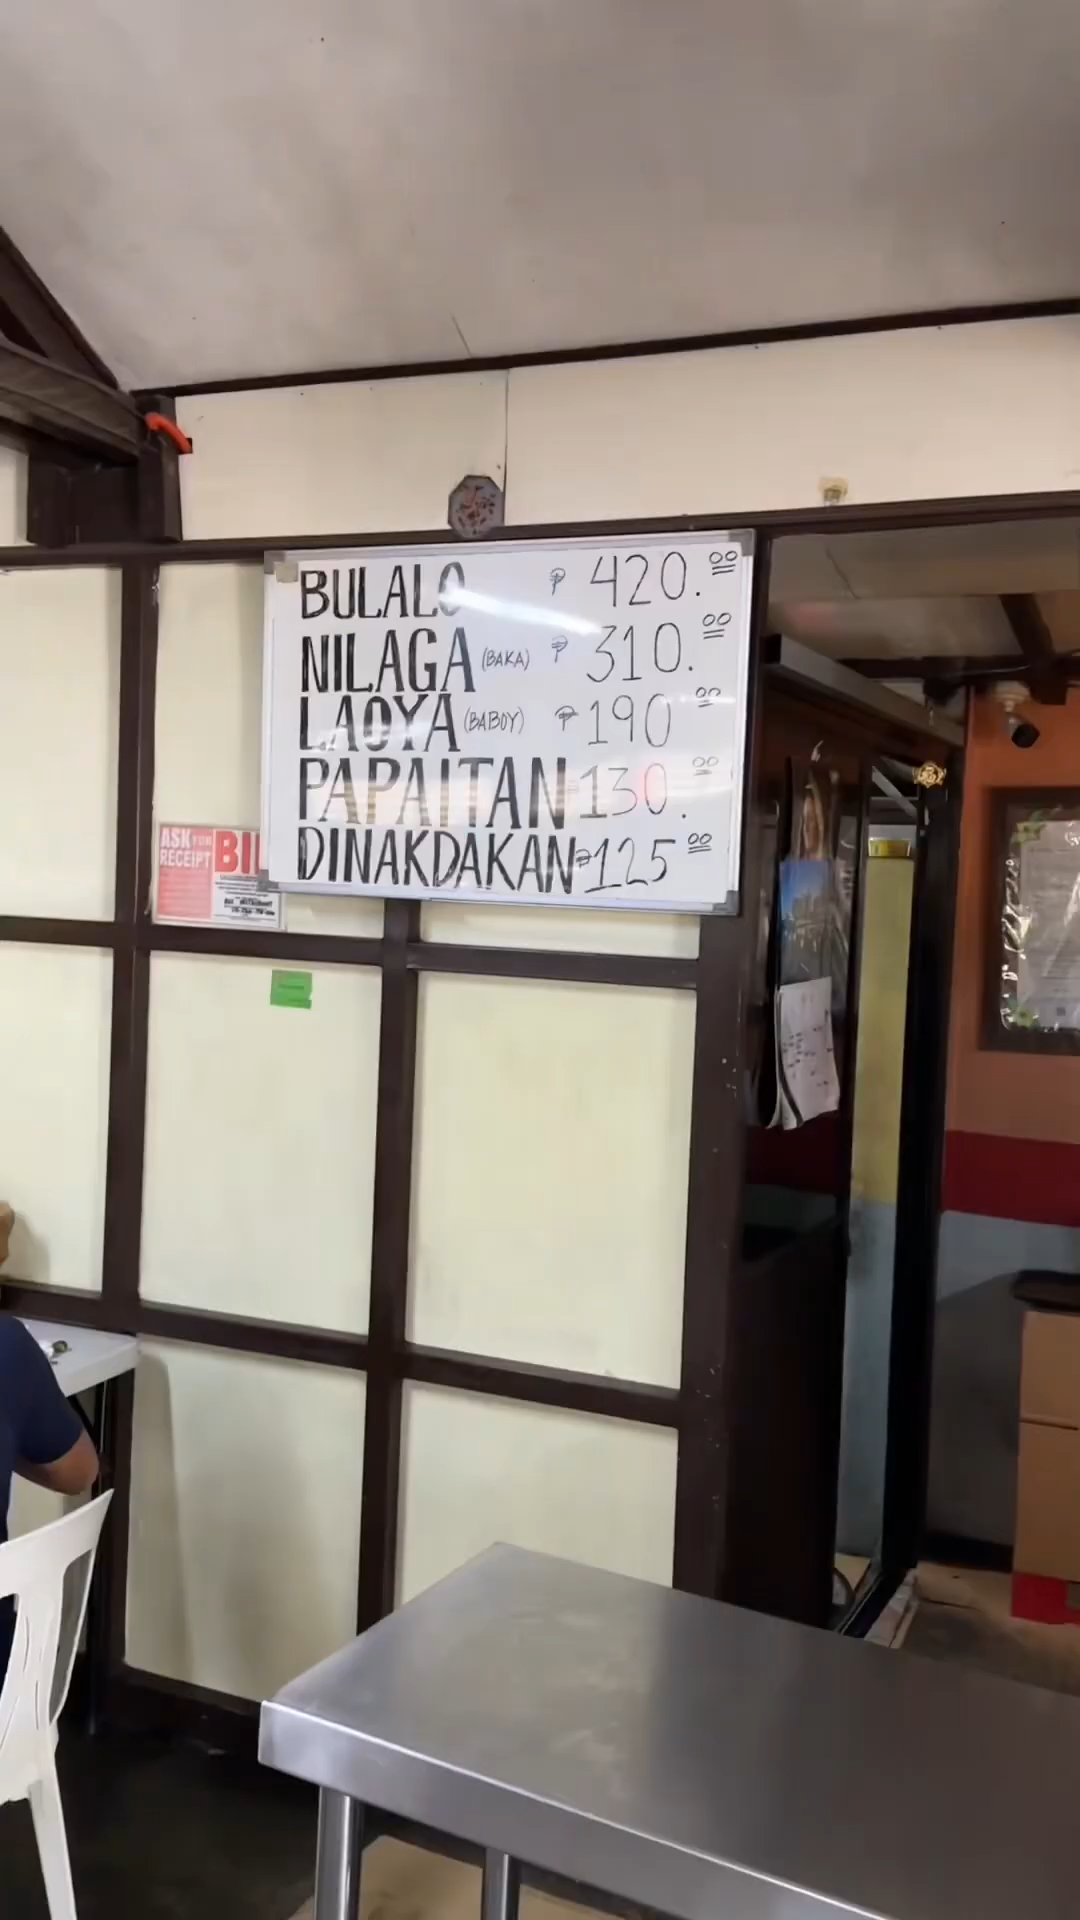 BULALO ₱ 420.00
NILAGA (BAKA) ₱ 310.00
LAOYA (BABOY) ₱ 190 00
PAPAITAN ₱ 130.00
DINAKDAKAN ₱ 125 00
ASK FOR
RECEIPT